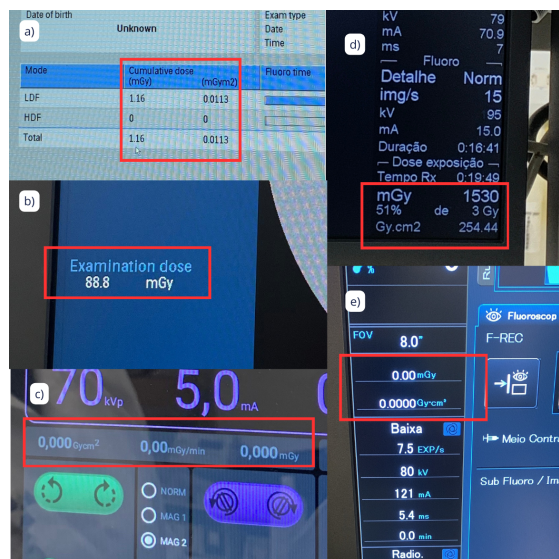 a)
Date of birth
Unknown
Exam type
Date
Time
Mode Cumulative dose Fluoro time
(mGy) (mGym2)
LDF 1.16 0.0113
HDF 0 0
Total 1.16 0.0113
b)
Examination dose
88.8 mGy
c)
70 kVp 5,0 mA
0,000 Gycm² 0,00 mGy/min 0,000 mGy
NORM
MAG 1
MAG 2
d)
kV 79
mA 70.9
ms 7
Fluoro
Detalhe Norm
img/s 15
kV 95
mA 15.0
Duração 0:16:41
Dose exposição
Tempo Rx 0:19:49
mGy 1530
51% de 3 Gy
Gy.cm2 254.44
e)
%
FOV 8.0"
0.00 mGy
0.0000 Gy·cm²
Baixa
7.5 EXP/s
80 kV
121 mA
5.4 ms
0.0 min
Radio.
Ru
Fluoroscop
F-REC
Meio Contr
Sub Fluoro / Im